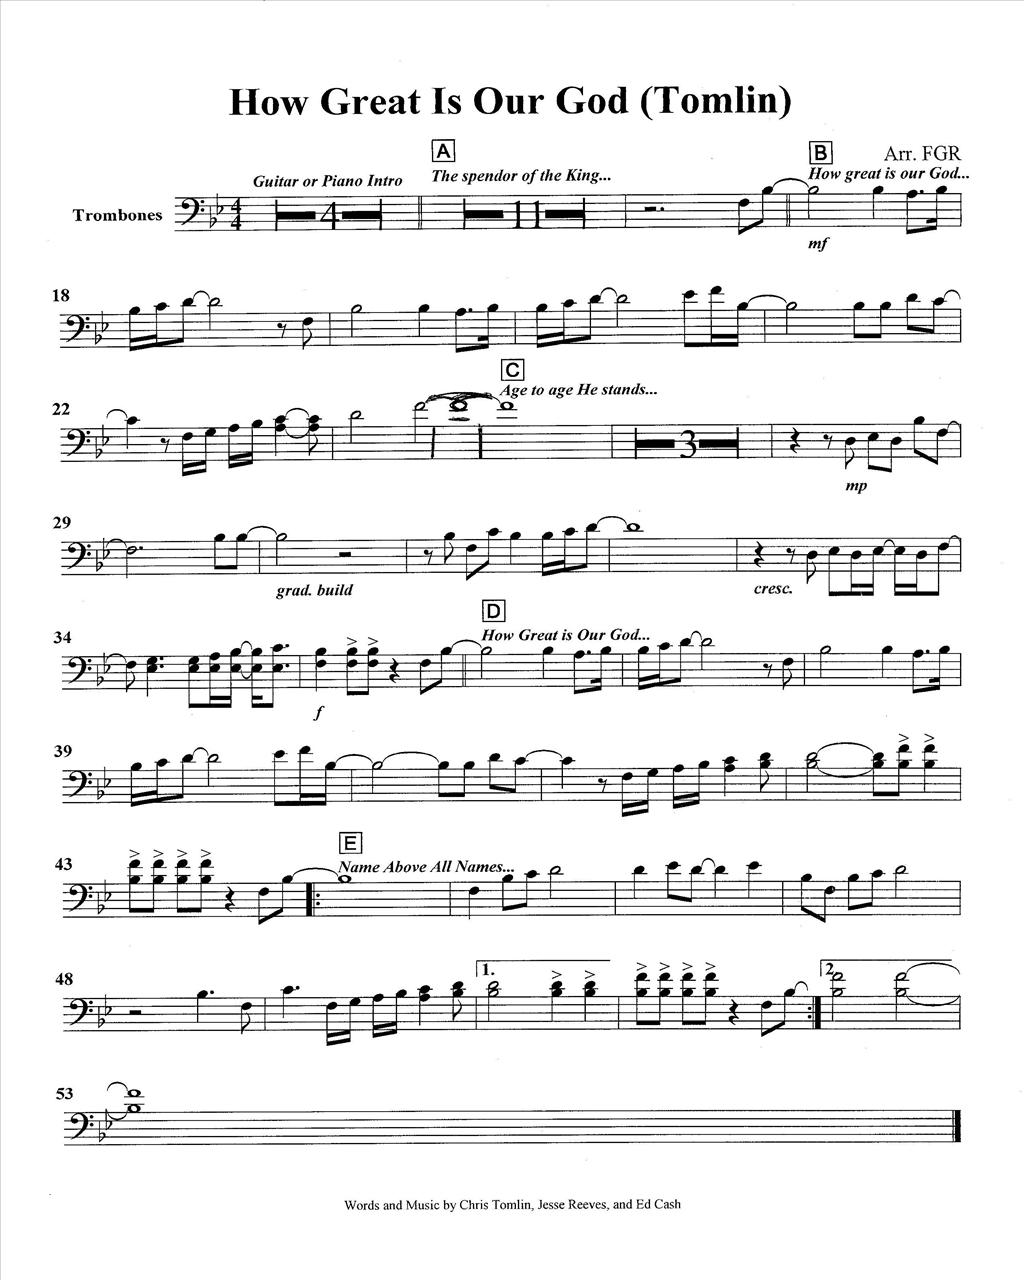 How Great Is Our God (Tomlin)
A
B
Arr. FGR
Guitar or Piano Intro
The spendor of the King...
How great is our God...
Trombones
4
4
4
11
mf
18
C
Age to age He stands...
22
3
mp
29
grad. build
cresc.
D
How Great is Our God...
34
f
39
E
43
Name Above All Names...
48
1.
2.
53
Words and Music by Chris Tomlin, Jesse Reeves, and Ed Cash